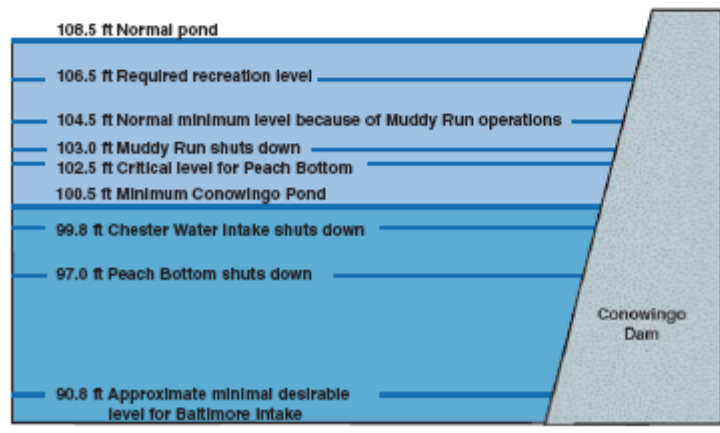 108.5 ft Normal pond
106.5 ft Required recreation level
104.5 ft Normal minimum level because of Muddy Run operations
103.0 ft Muddy Run shuts down
102.5 ft Critical level for Peach Bottom
100.5 ft Minimum Conowingo Pond
99.8 ft Chester Water Intake shuts down
97.0 ft Peach Bottom shuts down
Conowingo
Dam
90.8 ft Approximate minimal desirable
level for Baltimore Intake